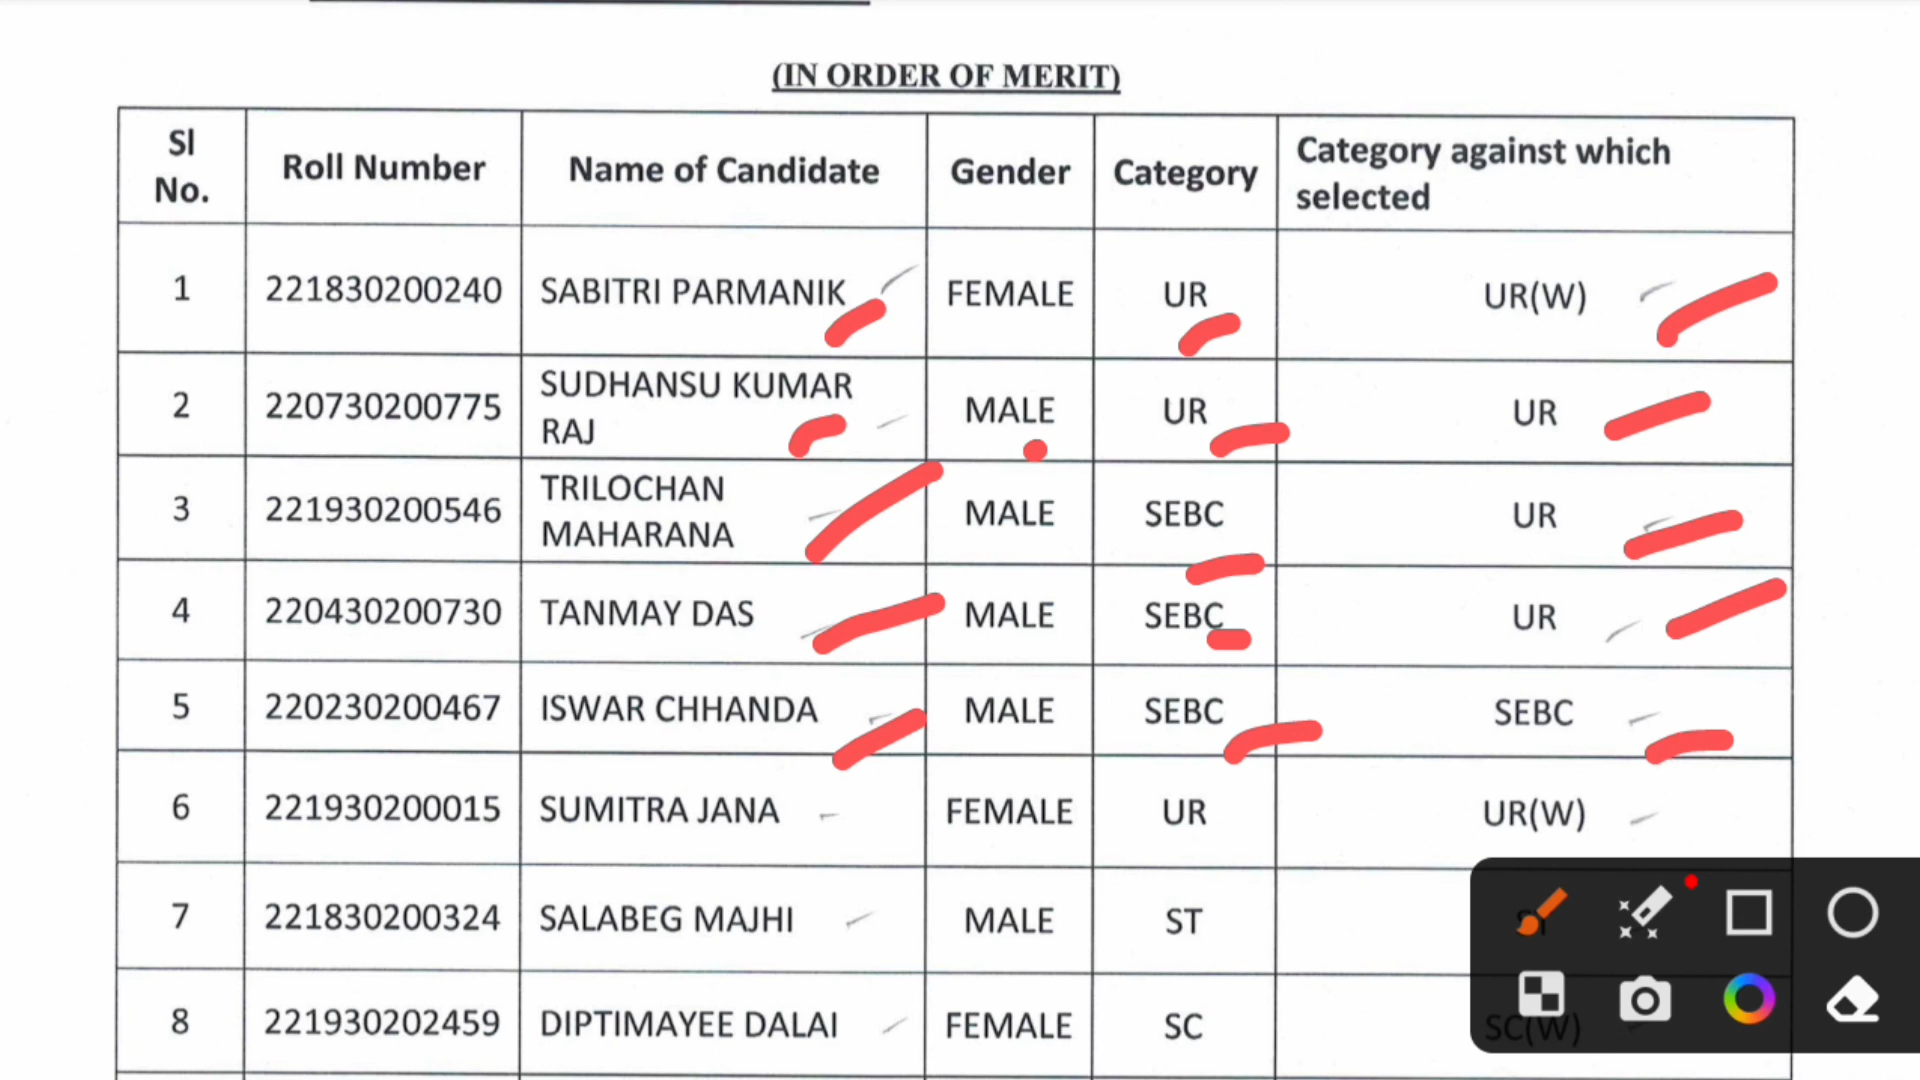 (IN ORDER OF MERIT)
Sl No. Roll Number Name of Candidate Gender Category Category against which selected
1 221830200240 SABITRI PARMANIK FEMALE UR UR(W)
2 220730200775 SUDHANSU KUMAR RAJ MALE UR UR
3 221930200546 TRILOCHAN MAHARANA MALE SEBC UR
4 220430200730 TANMAY DAS MALE SEBC UR
5 220230200467 ISWAR CHHANDA MALE SEBC SEBC
6 221930200015 SUMITRA JANA FEMALE UR UR(W)
7 221830200324 SALABEG MAJHI MALE ST
8 221930202459 DIPTIMAYEE DALAI FEMALE SC SC(W)